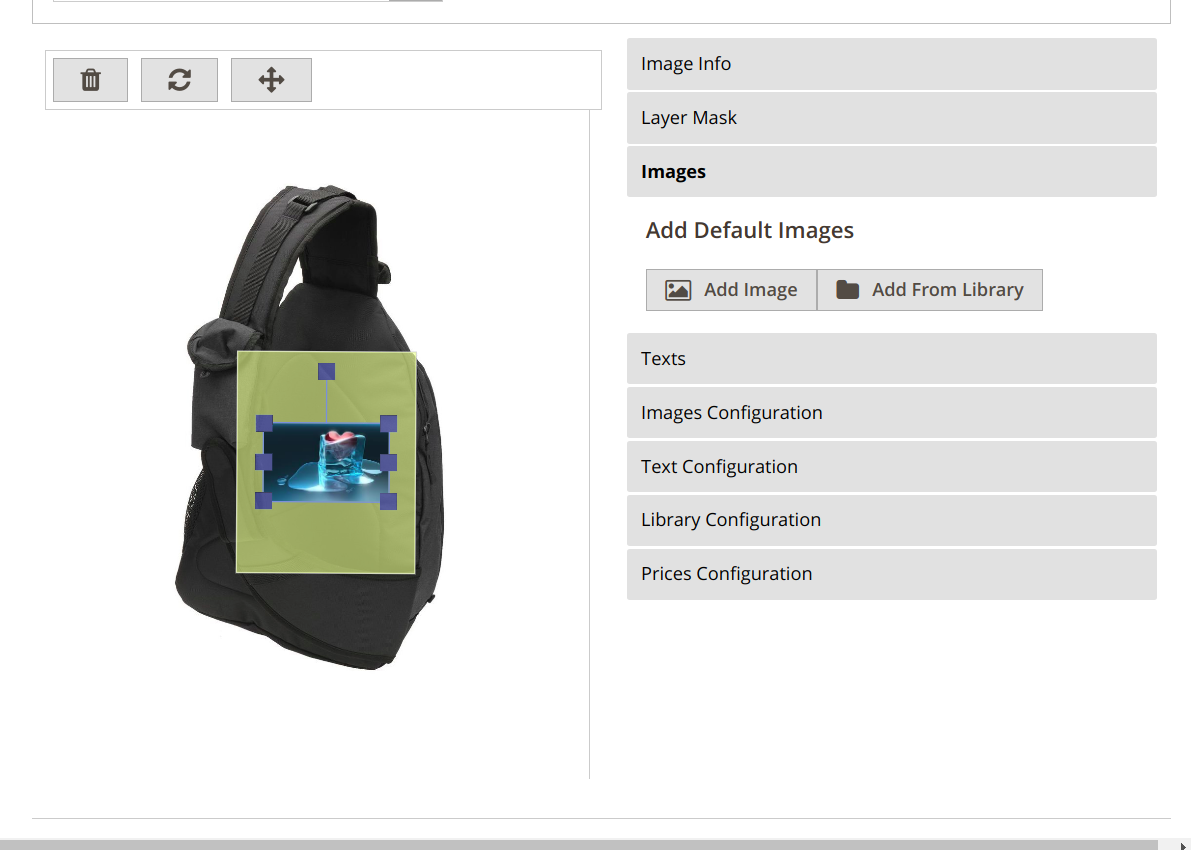 Image Info
Layer Mask
Images
Add Default Images
Add Image
Add From Library
Texts
Images Configuration
Text Configuration
Library Configuration
Prices Configuration